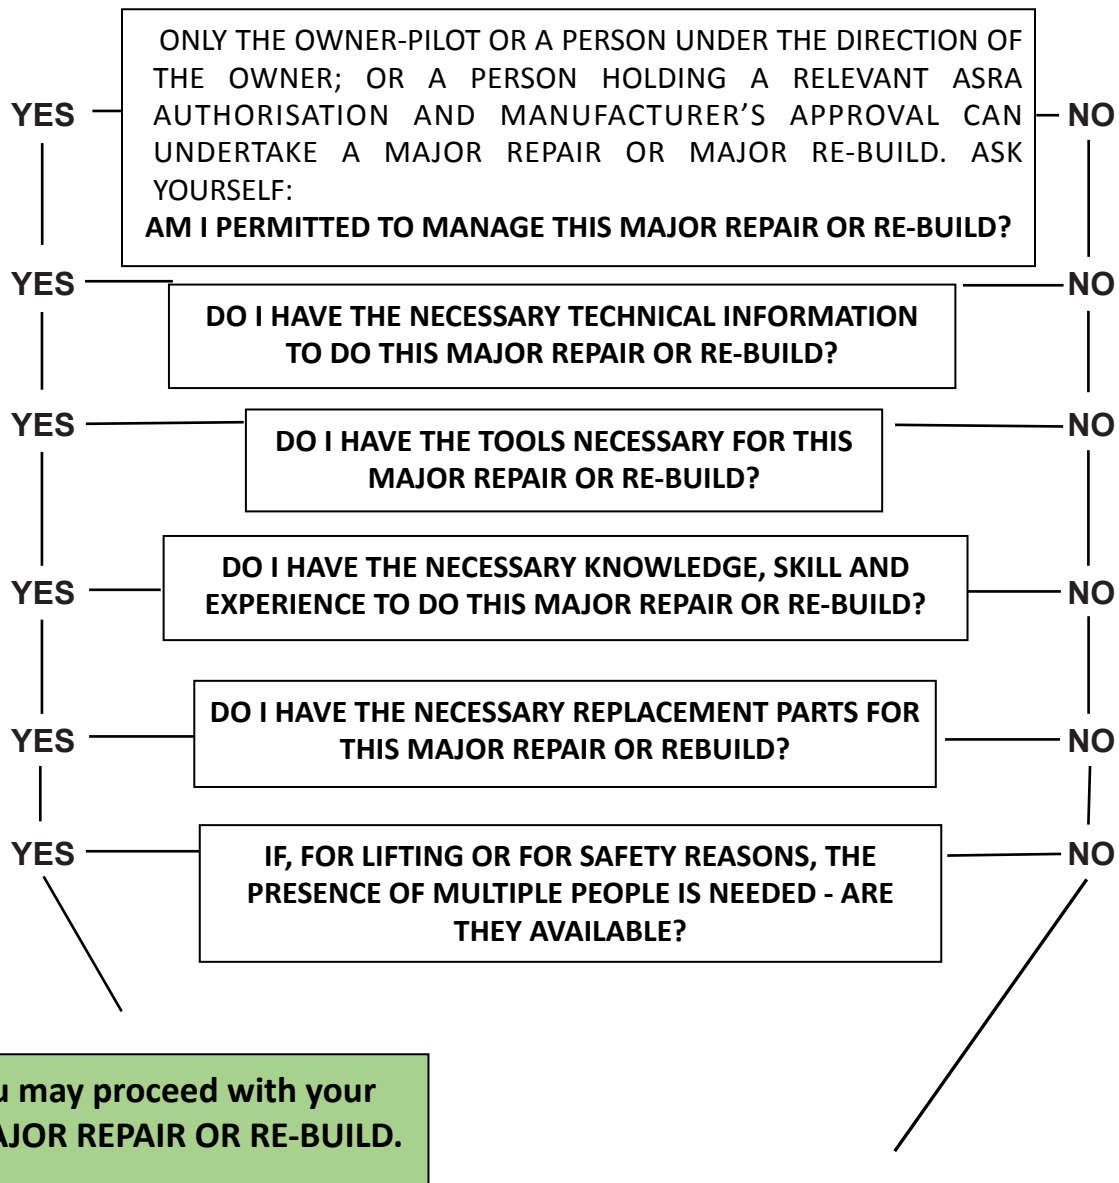 ONLY THE OWNER-PILOT OR A PERSON UNDER THE DIRECTION OF
THE OWNER; OR A PERSON HOLDING A RELEVANT ASRA
YES
AUTHORISATION AND MANUFACTURER'S APPROVAL CAN
NO
UNDERTAKE A MAJOR REPAIR OR MAJOR RE-BUILD. ASK
YOURSELF:
AM I PERMITTED TO MANAGE THIS MAJOR REPAIR OR RE-BUILD?
YES
NO
DO I HAVE THE NECESSARY TECHNICAL INFORMATION
TO DO THIS MAJOR REPAIR OR RE-BUILD?
YES
NO
DO I HAVE THE TOOLS NECESSARY FOR THIS
MAJOR REPAIR OR RE-BUILD?
YES
NO
DO I HAVE THE NECESSARY KNOWLEDGE, SKILL AND
EXPERIENCE TO DO THIS MAJOR REPAIR OR RE-BUILD?
YES
NO
DO I HAVE THE NECESSARY REPLACEMENT PARTS FOR
THIS MAJOR REPAIR OR REBUILD?
YES
NO
IF, FOR LIFTING OR FOR SAFETY REASONS, THE
PRESENCE OF MULTIPLE PEOPLE IS NEEDED - ARE
THEY AVAILABLE?
may proceed with your
REPAIR OR RE-BUILD.